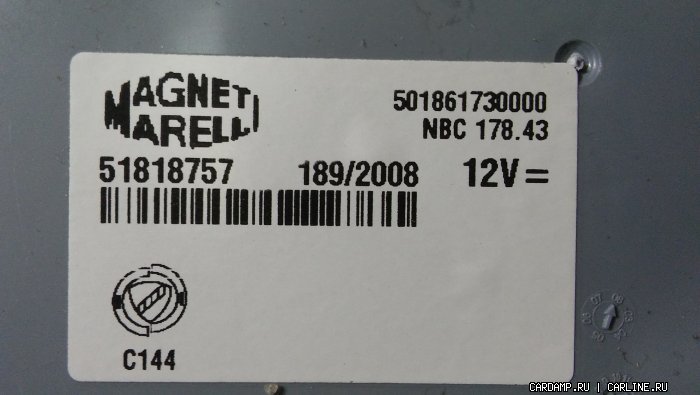 MAGNETI
MARELLI
501861730000
NBC 178.43
51818757 189/2008 12V=
C144
CARDAMP.RU | CARLINE.RU